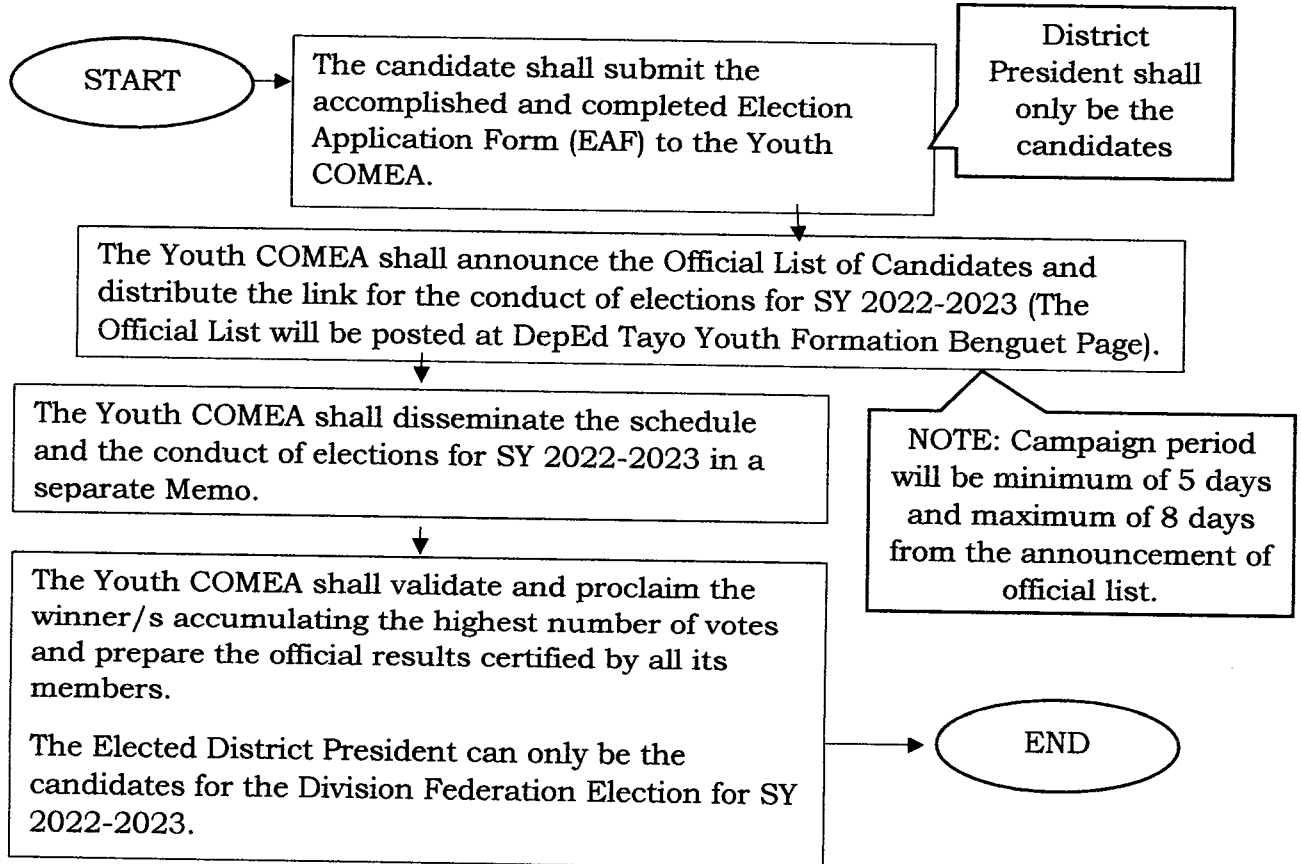 START
The candidate shall submit the
accomplished and completed Election
Application Form (EAF) to the Youth
COMEA.
District
President shall
only be the
candidates
The Youth COMEA shall announce the Official List of Candidates and
distribute the link for the conduct of elections for SY 2022-2023 (The
Official List will be posted at DepEd Tayo Youth Formation Benguet Page).
The Youth COMEA shall disseminate the schedule
and the conduct of elections for SY 2022-2023 in a
separate Memo.
NOTE: Campaign period
will be minimum of 5 days
and maximum of 8 days
from the announcement of
official list.
The Youth COMEA shall validate and proclaim the
winner/s accumulating the highest number of votes
and prepare the official results certified by all its
members.
The Elected District President can only be the
candidates for the Division Federation Election for SY
2022-2023.
END